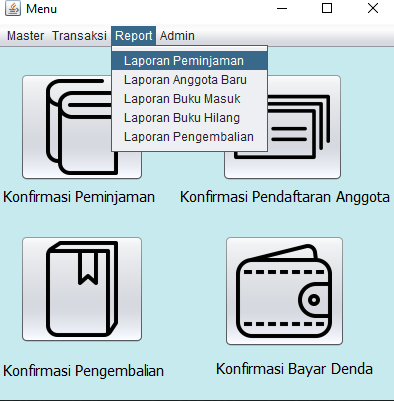 Menu
Master Transaksi Report Admin
Laporan Peminjaman
Laporan Anggota Baru
Laporan Buku Masuk
Laporan Buku Hilang
Laporan Pengembalian
Konfirmasi Peminjaman Konfirmasi Pendaftaran Anggota
Konfirmasi Pengembalian Konfirmasi Bayar Denda